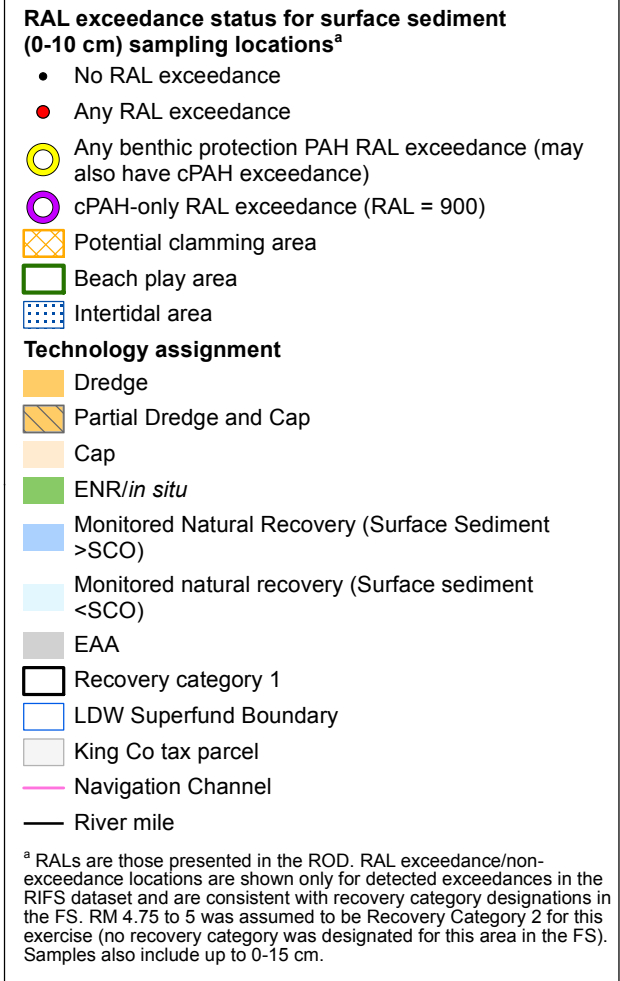 RAL exceedance status for surface sediment
(0-10 cm) sampling locationsᵃ
No RAL exceedance
Any RAL exceedance
Any benthic protection PAH RAL exceedance (may
also have cPAH exceedance)
cPAH-only RAL exceedance (RAL = 900)
Potential clamming area
Beach play area
Intertidal area
Technology assignment
Dredge
Partial Dredge and Cap
Cap
ENR/in situ
Monitored Natural Recovery (Surface Sediment
>SCO)
Monitored natural recovery (Surface sediment
<SCO)
EAA
Recovery category 1
LDW Superfund Boundary
King Co tax parcel
Navigation Channel
River mile
ᵃ RALs are those presented in the ROD. RAL exceedance/non-
exceedance locations are shown only for detected exceedances in the
RIFS dataset and are consistent with recovery category designations in
the FS. RM 4.75 to 5 was assumed to be Recovery Category 2 for this
exercise (no recovery category was designated for this area in the FS).
Samples also include up to 0-15 cm.